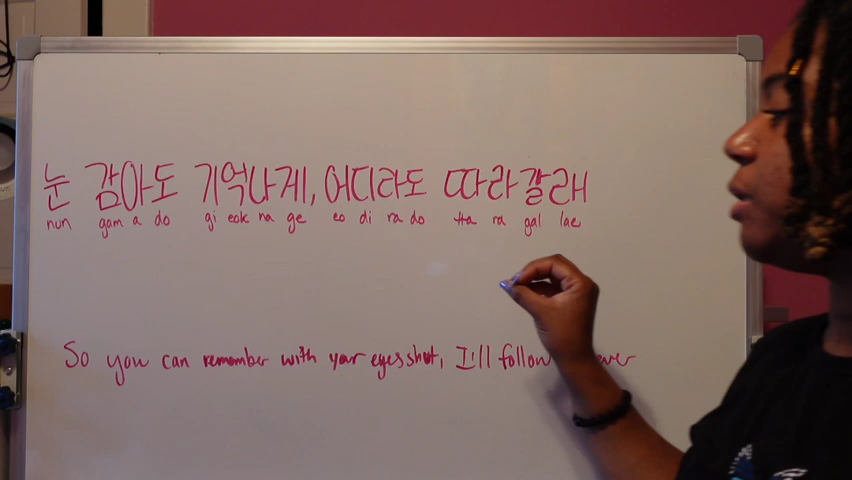 눈 감아도 기억나게, 어디라도 따라갈래
nun gam a do gi eok na ge eo di ra do tta ra gal lae
So you can remember with your eyes shut, I'll follow